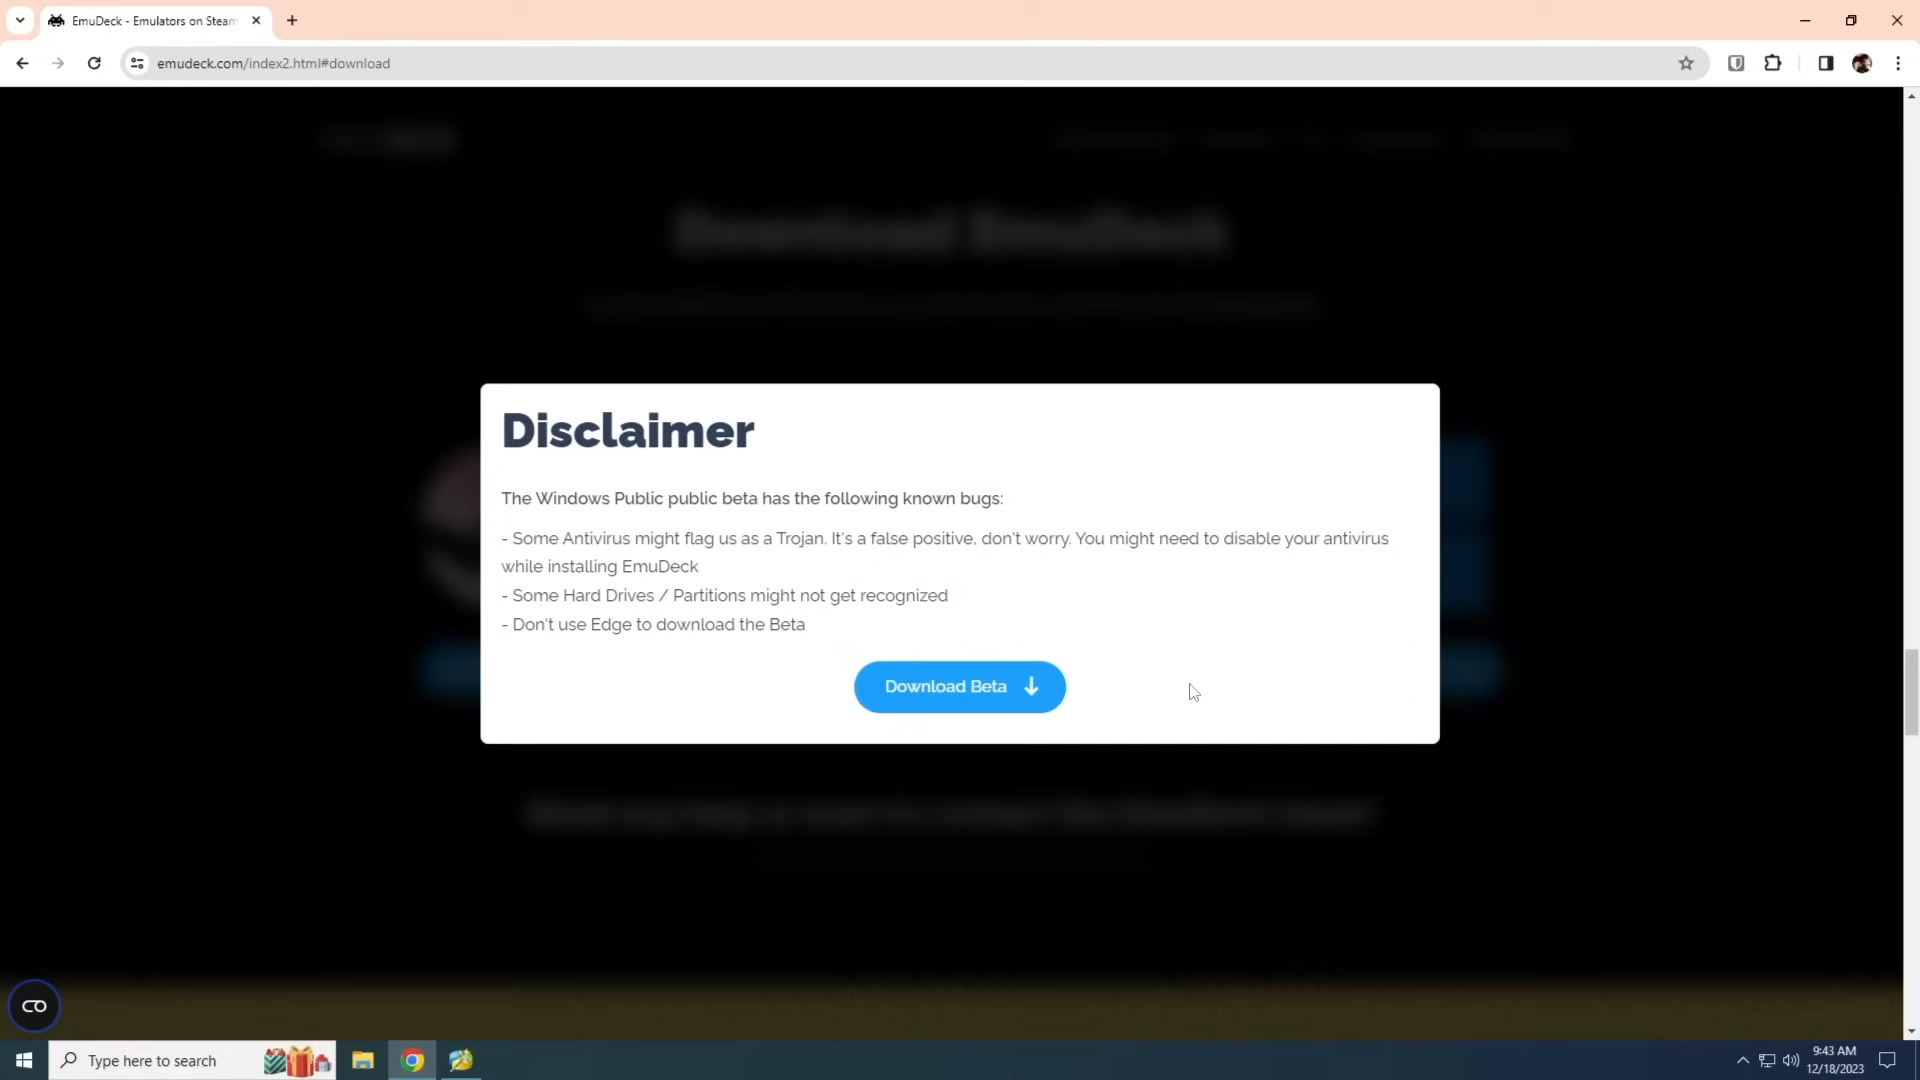 EmuDeck - Emulators on Steam
emudeck.com/index2.html#download
Download EmuDeck
Disclaimer
The Windows Public public beta has the following known bugs:
- Some Antivirus might flag us as a Trojan. It's a false positive, don't worry. You might need to disable your antivirus
while installing EmuDeck
- Some Hard Drives / Partitions might not get recognized
- Don't use Edge to download the Beta
Download Beta
Type here to search
9:43 AM
12/18/2023